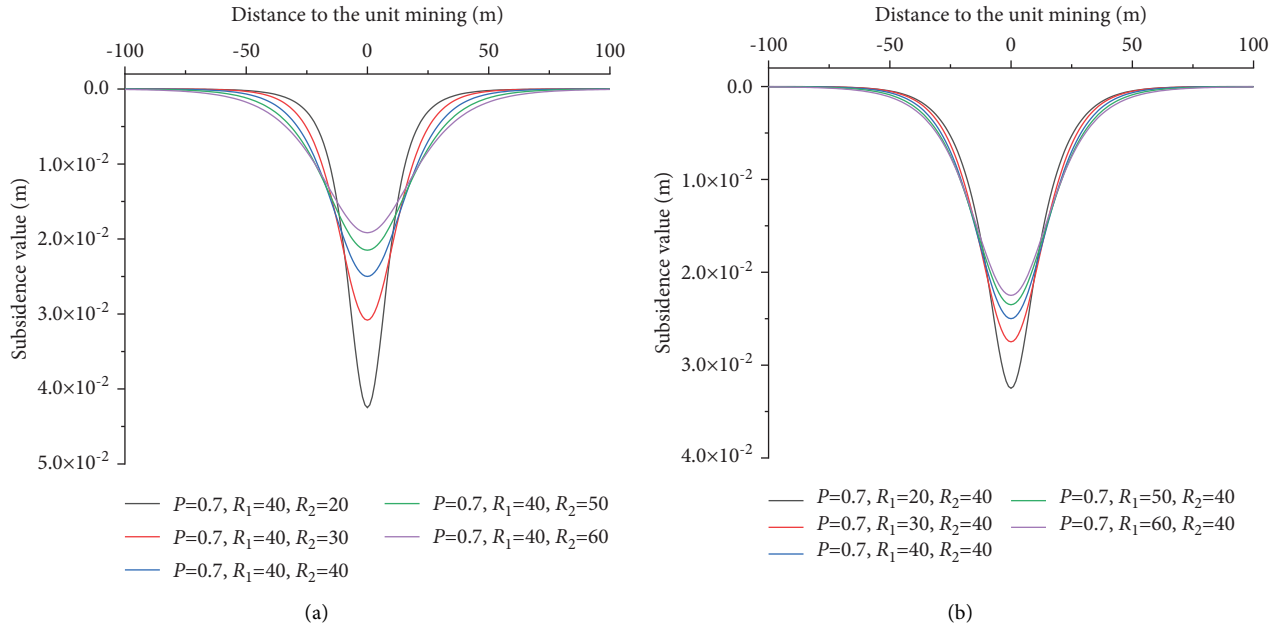 Distance to the unit mining (m)
-100 -50 0 50 100
0.0
1.0×10⁻²
2.0×10⁻²
3.0×10⁻²
4.0×10⁻²
5.0×10⁻²
Subsidence value (m)
P=0.7, R₁=40, R₂=20
P=0.7, R₁=40, R₂=30
P=0.7, R₁=40, R₂=40
P=0.7, R₁=40, R₂=50
P=0.7, R₁=40, R₂=60
(a)
Distance to the unit mining (m)
-100 -50 0 50 100
0.0
1.0×10⁻²
2.0×10⁻²
3.0×10⁻²
4.0×10⁻²
Subsidence value (m)
P=0.7, R₁=20, R₂=40
P=0.7, R₁=30, R₂=40
P=0.7, R₁=40, R₂=40
P=0.7, R₁=50, R₂=40
P=0.7, R₁=60, R₂=40
(b)